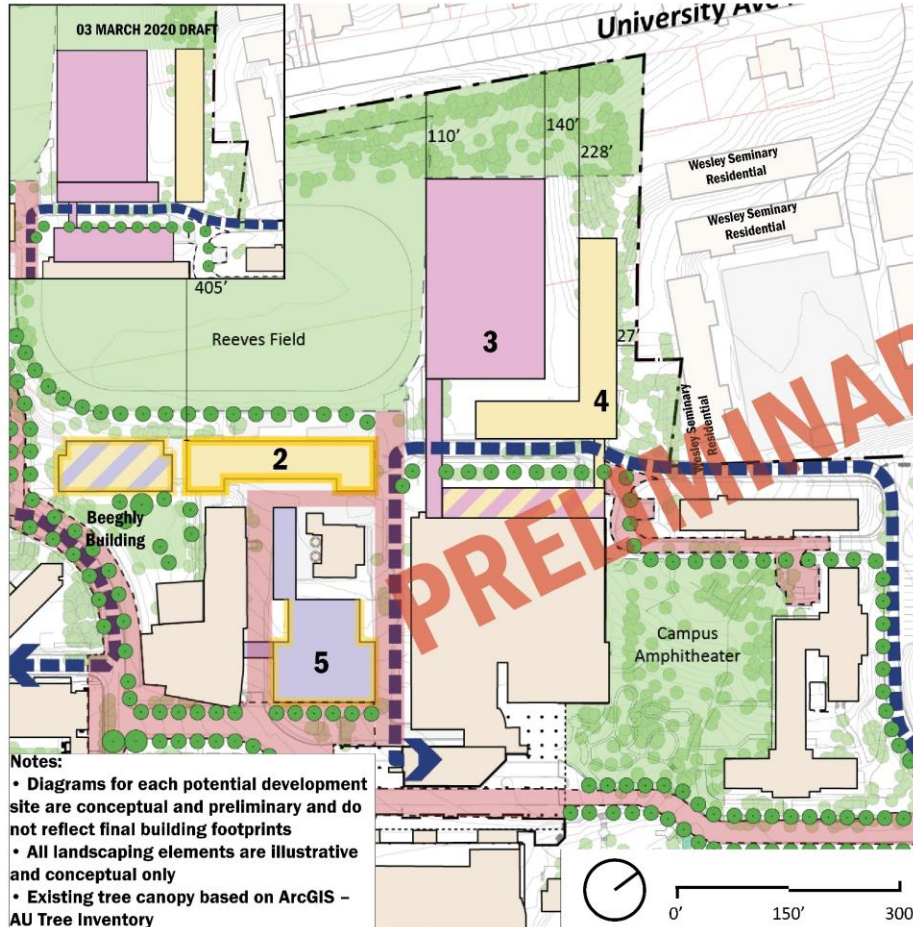 03 MARCH 2020 DRAFT
University Ave
110’
140’
228’
Wesley Seminary
Residential
Wesley Seminary
Residential
405’
Reeves Field
3
27’
4
Wesley Seminary
Residential
2
Beeghly
Building
PRELIMINAR
5
Campus
Amphitheater
Notes:
• Diagrams for each potential development
site are conceptual and preliminary and do
not reflect final building footprints
• All landscaping elements are illustrative
and conceptual only
• Existing tree canopy based on ArcGIS –
AU Tree Inventory
0’ 150’ 300